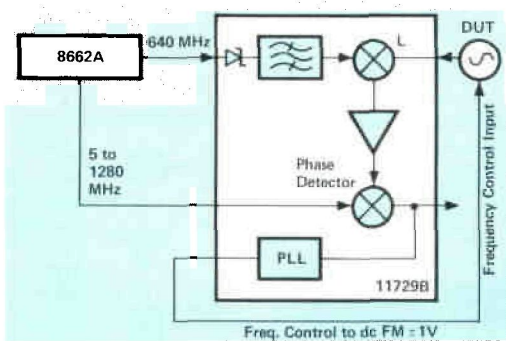 8662A
640 MHz
L
DUT
5 to
1280
MHz
Phase
Detector
Frequency Control Input
PLL
11729B
Freq. Control to dc FM ± 1V